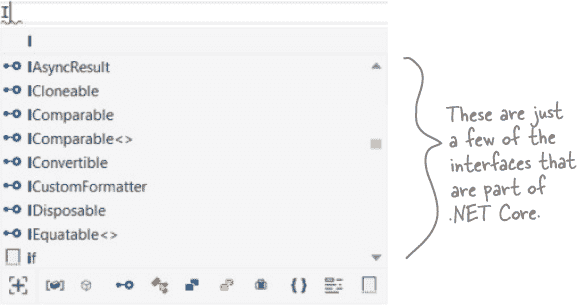 I
I
IAsyncResult
ICloneable
IComparable
IComparable<>
IConvertible
ICustomFormatter
IDisposable
IEquatable<>
if
These are just
a few of the
interfaces that
are part of
.NET Core.